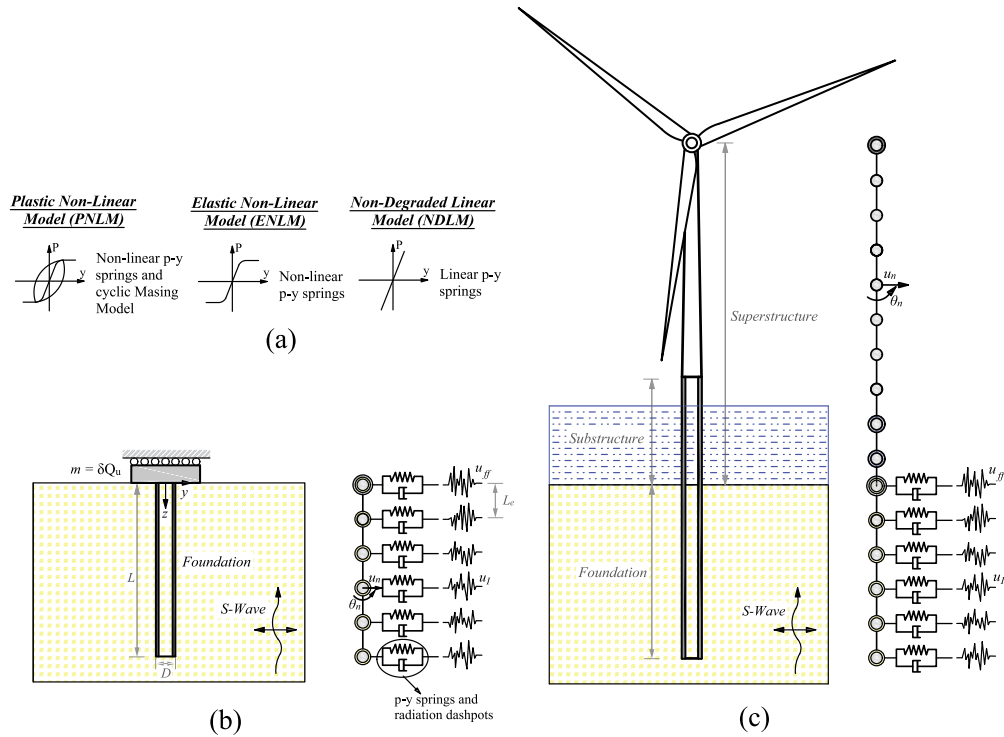 Plastic Non-Linear
Model (PNLM)
P
y
Non-linear p-y
springs and
cyclic Masing
Model
Elastic Non-Linear
Model (ENLM)
P
y
Non-linear
p-y springs
Non-Degraded Linear
Model (NDLM)
P
y
Linear p-y
springs
(a)
m = δQu
y
z
L
Foundation
S-Wave
D
uff
Le
un
θn
uI
p-y springs and
radiation dashpots
(b)
Superstructure
Substructure
Foundation
S-Wave
un
θn
uff
uI
(c)